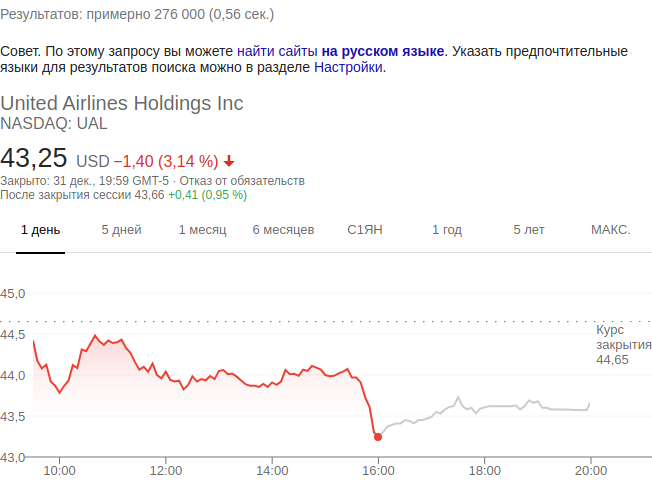 Результатов: примерно 276 000 (0,56 сек.)
Совет. По этому запросу вы можете найти сайты на русском языке. Указать предпочтительные
языки для результатов поиска можно в разделе Настройки.
United Airlines Holdings Inc
NASDAQ: UAL
43,25 USD −1,40 (3,14 %)
Закрыто: 31 дек., 19:59 GMT-5 · Отказ от обязательств
После закрытия сессии 43,66 +0,41 (0,95 %)
1 день 5 дней 1 месяц 6 месяцев С1ЯН 1 год 5 лет МАКС.
45,0
44,5
44,0
43,5
43,0
Курс
закрытия
44,65
10:00 12:00 14:00 16:00 18:00 20:00